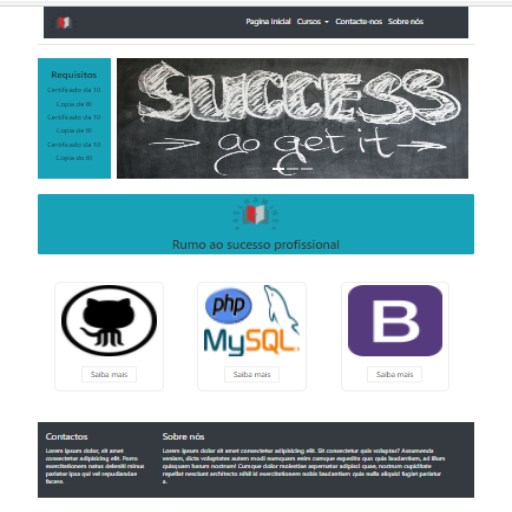 Pagina Inicial Cursos Contacte-nos Sobre nós
Requisitos
Certificado da 10
Copia de BI
Certificado da 10
Copia de BI
Certificado da 10
Copia do BI
SUCCESS
go get it
Rumo ao sucesso profissional
php
MySQL
B
Saiba mais
Saiba mais
Saiba mais
Contactos
Lorem ipsum dolor, sit amet
consectetur adipisicing elit. Porro
exercitationem natus deleniti minus
pariatur ipsa qui vel repudiandae
facere.
Sobre nós
Lorem ipsum dolor sit amet consectetur adipisicing elit. Sit consectetur quis voluptas? Assumenda
veniam, dicta voluptates autem modi numquam enim cumque expedita quo quia laudantium, ad illum
quisquam harum nostrum! Cumque dolor molestiae aspernatur adipisci quae, nostrum cupiditate
repellat nesciunt architecto nihil id exercitationem nobis laudantium quia nulla aliquid fugiat pariatur
a.